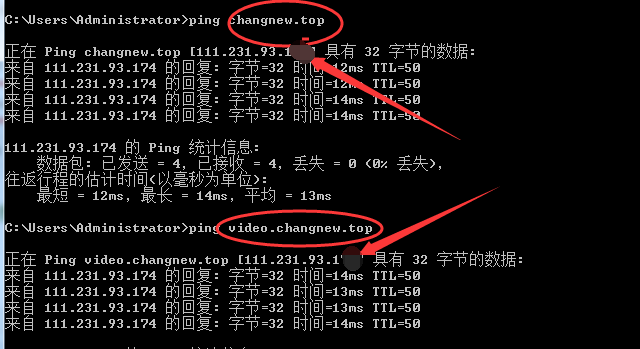 C:\Users\Administrator>ping changnew.top
正在 Ping changnew.top [111.231.93.1 具有 32 字节的数据:
来自 111.231.93.174 的回复: 字节=32 时间=12ms TTL=50
来自 111.231.93.174 的回复: 字节=32 时间=12ms TTL=50
来自 111.231.93.174 的回复: 字节=32 时间=14ms TTL=50
来自 111.231.93.174 的回复: 字节=32 时间=14ms TTL=50
111.231.93.174 的 Ping 统计信息:
数据包: 已发送 = 4, 已接收 = 4, 丢失 = 0 (0% 丢失),
往返行程的估计时间(以毫秒为单位):
最短 = 12ms, 最长 = 14ms, 平均 = 13ms
C:\Users\Administrator>ping video.changnew.top
正在 Ping video.changnew.top [111.231.93.1 具有 32 字节的数据:
来自 111.231.93.174 的回复: 字节=32 时间=14ms TTL=50
来自 111.231.93.174 的回复: 字节=32 时间=13ms TTL=50
来自 111.231.93.174 的回复: 字节=32 时间=13ms TTL=50
来自 111.231.93.174 的回复: 字节=32 时间=14ms TTL=50